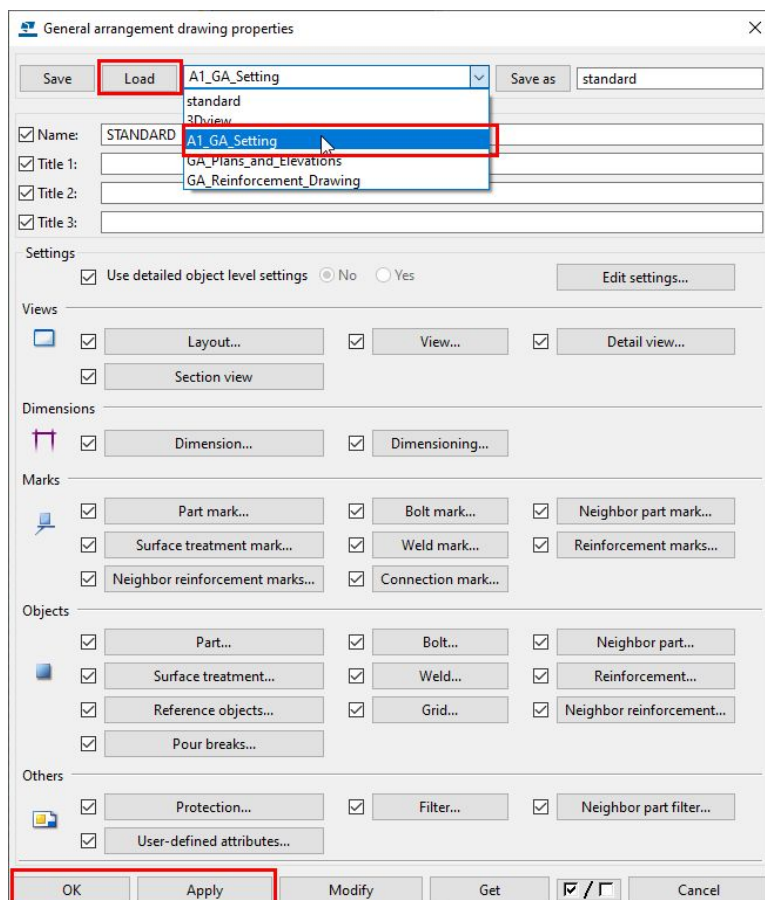 General arrangement drawing properties
Save Load A1_GA_Setting Save as standard
standard
3Dview
Name: STANDARD A1_GA_Setting
Title 1: GA_Plans_and_Elevations
Title 2: GA_Reinforcement_Drawing
Title 3:
Settings
Use detailed object level settings No Yes Edit settings...
Views
Layout... View... Detail view...
Section view
Dimensions
Dimension... Dimensioning...
Marks
Part mark... Bolt mark... Neighbor part mark...
Surface treatment mark... Weld mark... Reinforcement marks...
Neighbor reinforcement marks... Connection mark...
Objects
Part... Bolt... Neighbor part...
Surface treatment... Weld... Reinforcement...
Reference objects... Grid... Neighbor reinforcement...
Pour breaks...
Others
Protection... Filter... Neighbor part filter...
User-defined attributes...
OK Apply Modify Get / Cancel